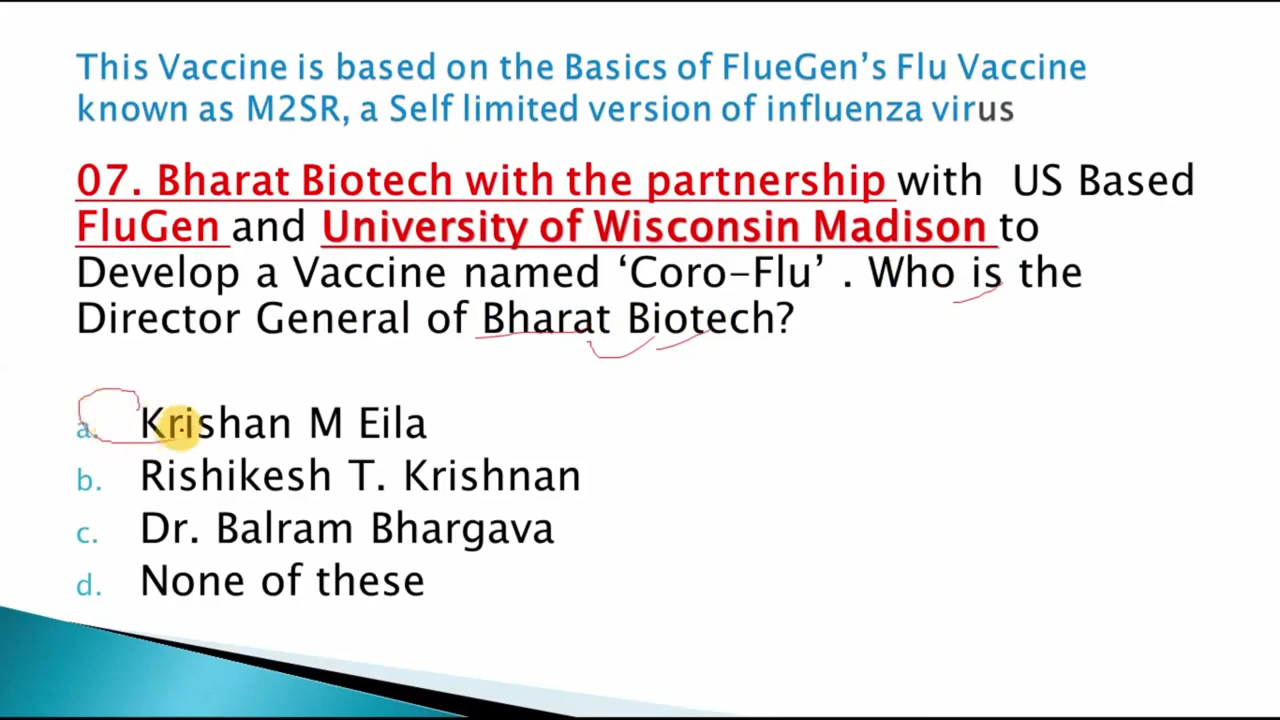 This Vaccine is based on the Basics of FlueGen’s Flu Vaccine
known as M2SR, a Self limited version of influenza virus
07. Bharat Biotech with the partnership with US Based
FluGen and University of Wisconsin Madison to
Develop a Vaccine named ‘Coro-Flu’ . Who is the
Director General of Bharat Biotech?
a. Krishan M Eila
b. Rishikesh T. Krishnan
c. Dr. Balram Bhargava
d. None of these